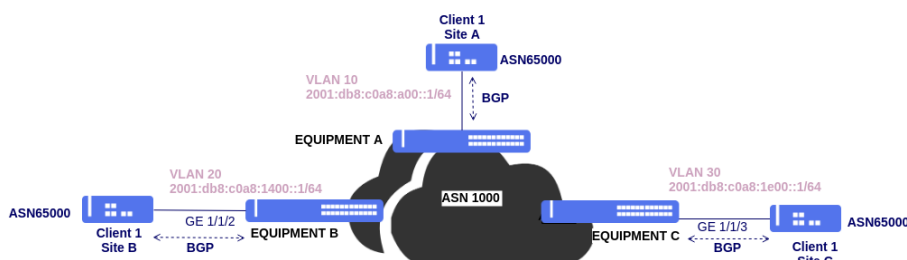 Client 1
Site A
ASN65000
VLAN 10
2001:db8:c0a8:a00::1/64
BGP
EQUIPMENT A
VLAN 20
2001:db8:c0a8:1400::1/64
VLAN 30
2001:db8:c0a8:1e00::1/64
ASN 1000
ASN65000
GE 1/1/2
EQUIPMENT B
Client 1
Site B
BGP
EQUIPMENT C
GE 1/1/3
BGP
ASN65000
Client 1
Site C